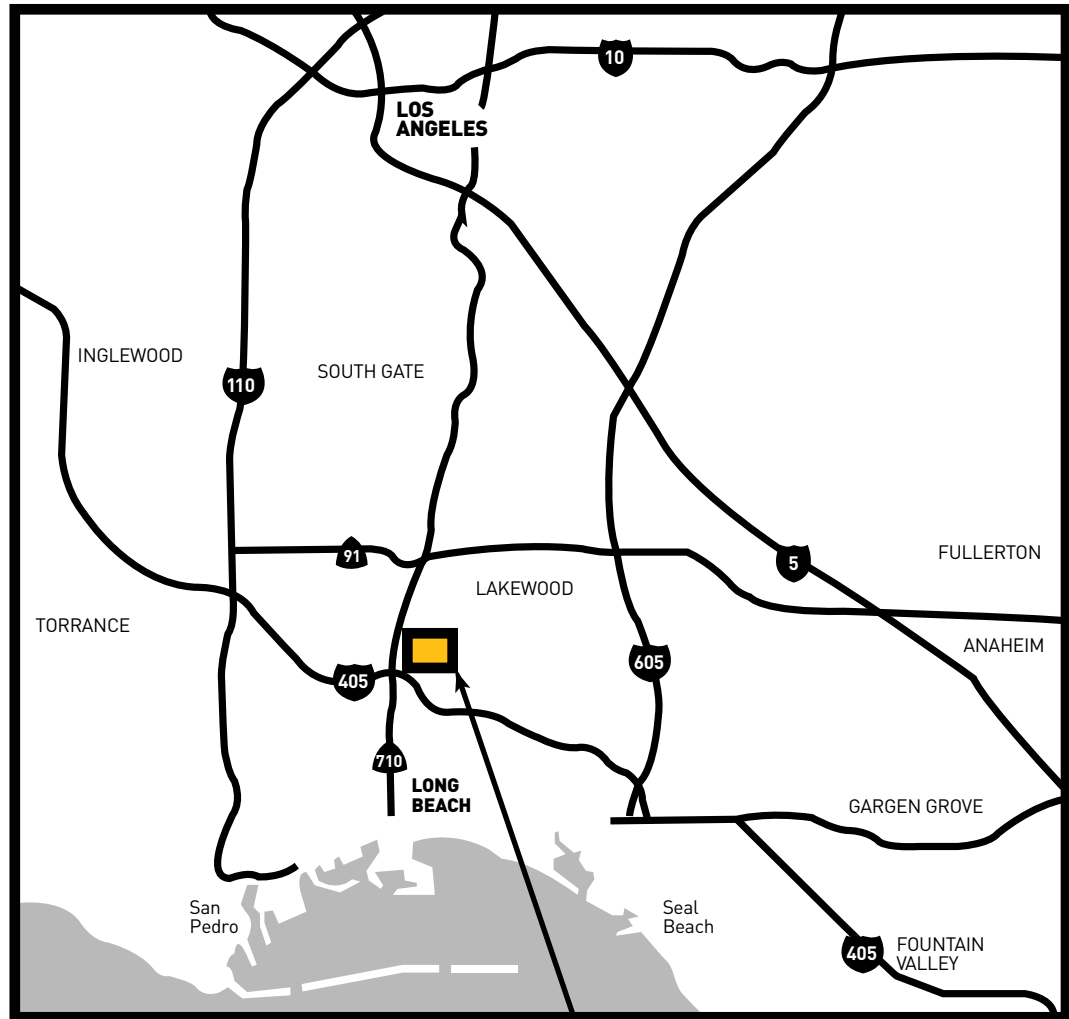 10
LOS
ANGELES
INGLEWOOD
SOUTH GATE
110
91
FULLERTON
5
LAKEWOOD
TORRANCE
ANAHEIM
605
405
710
LONG
BEACH
GARGEN GROVE
San
Pedro
Seal
Beach
405
FOUNTAIN
VALLEY